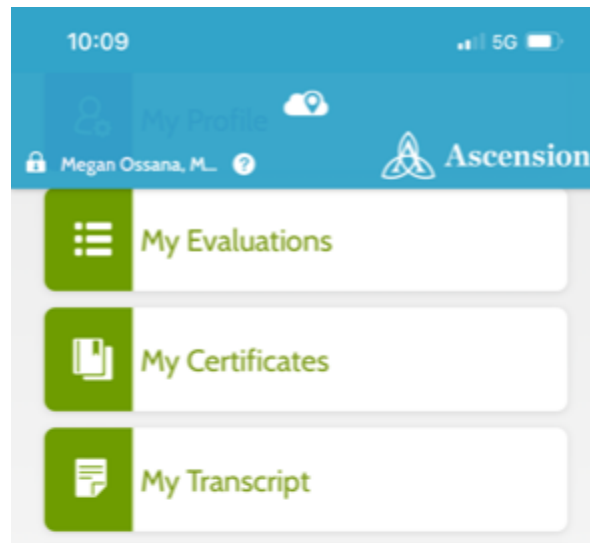 10:09 5G
My Profile
Megan Ossana, M... ? Ascension
My Evaluations
My Certificates
My Transcript